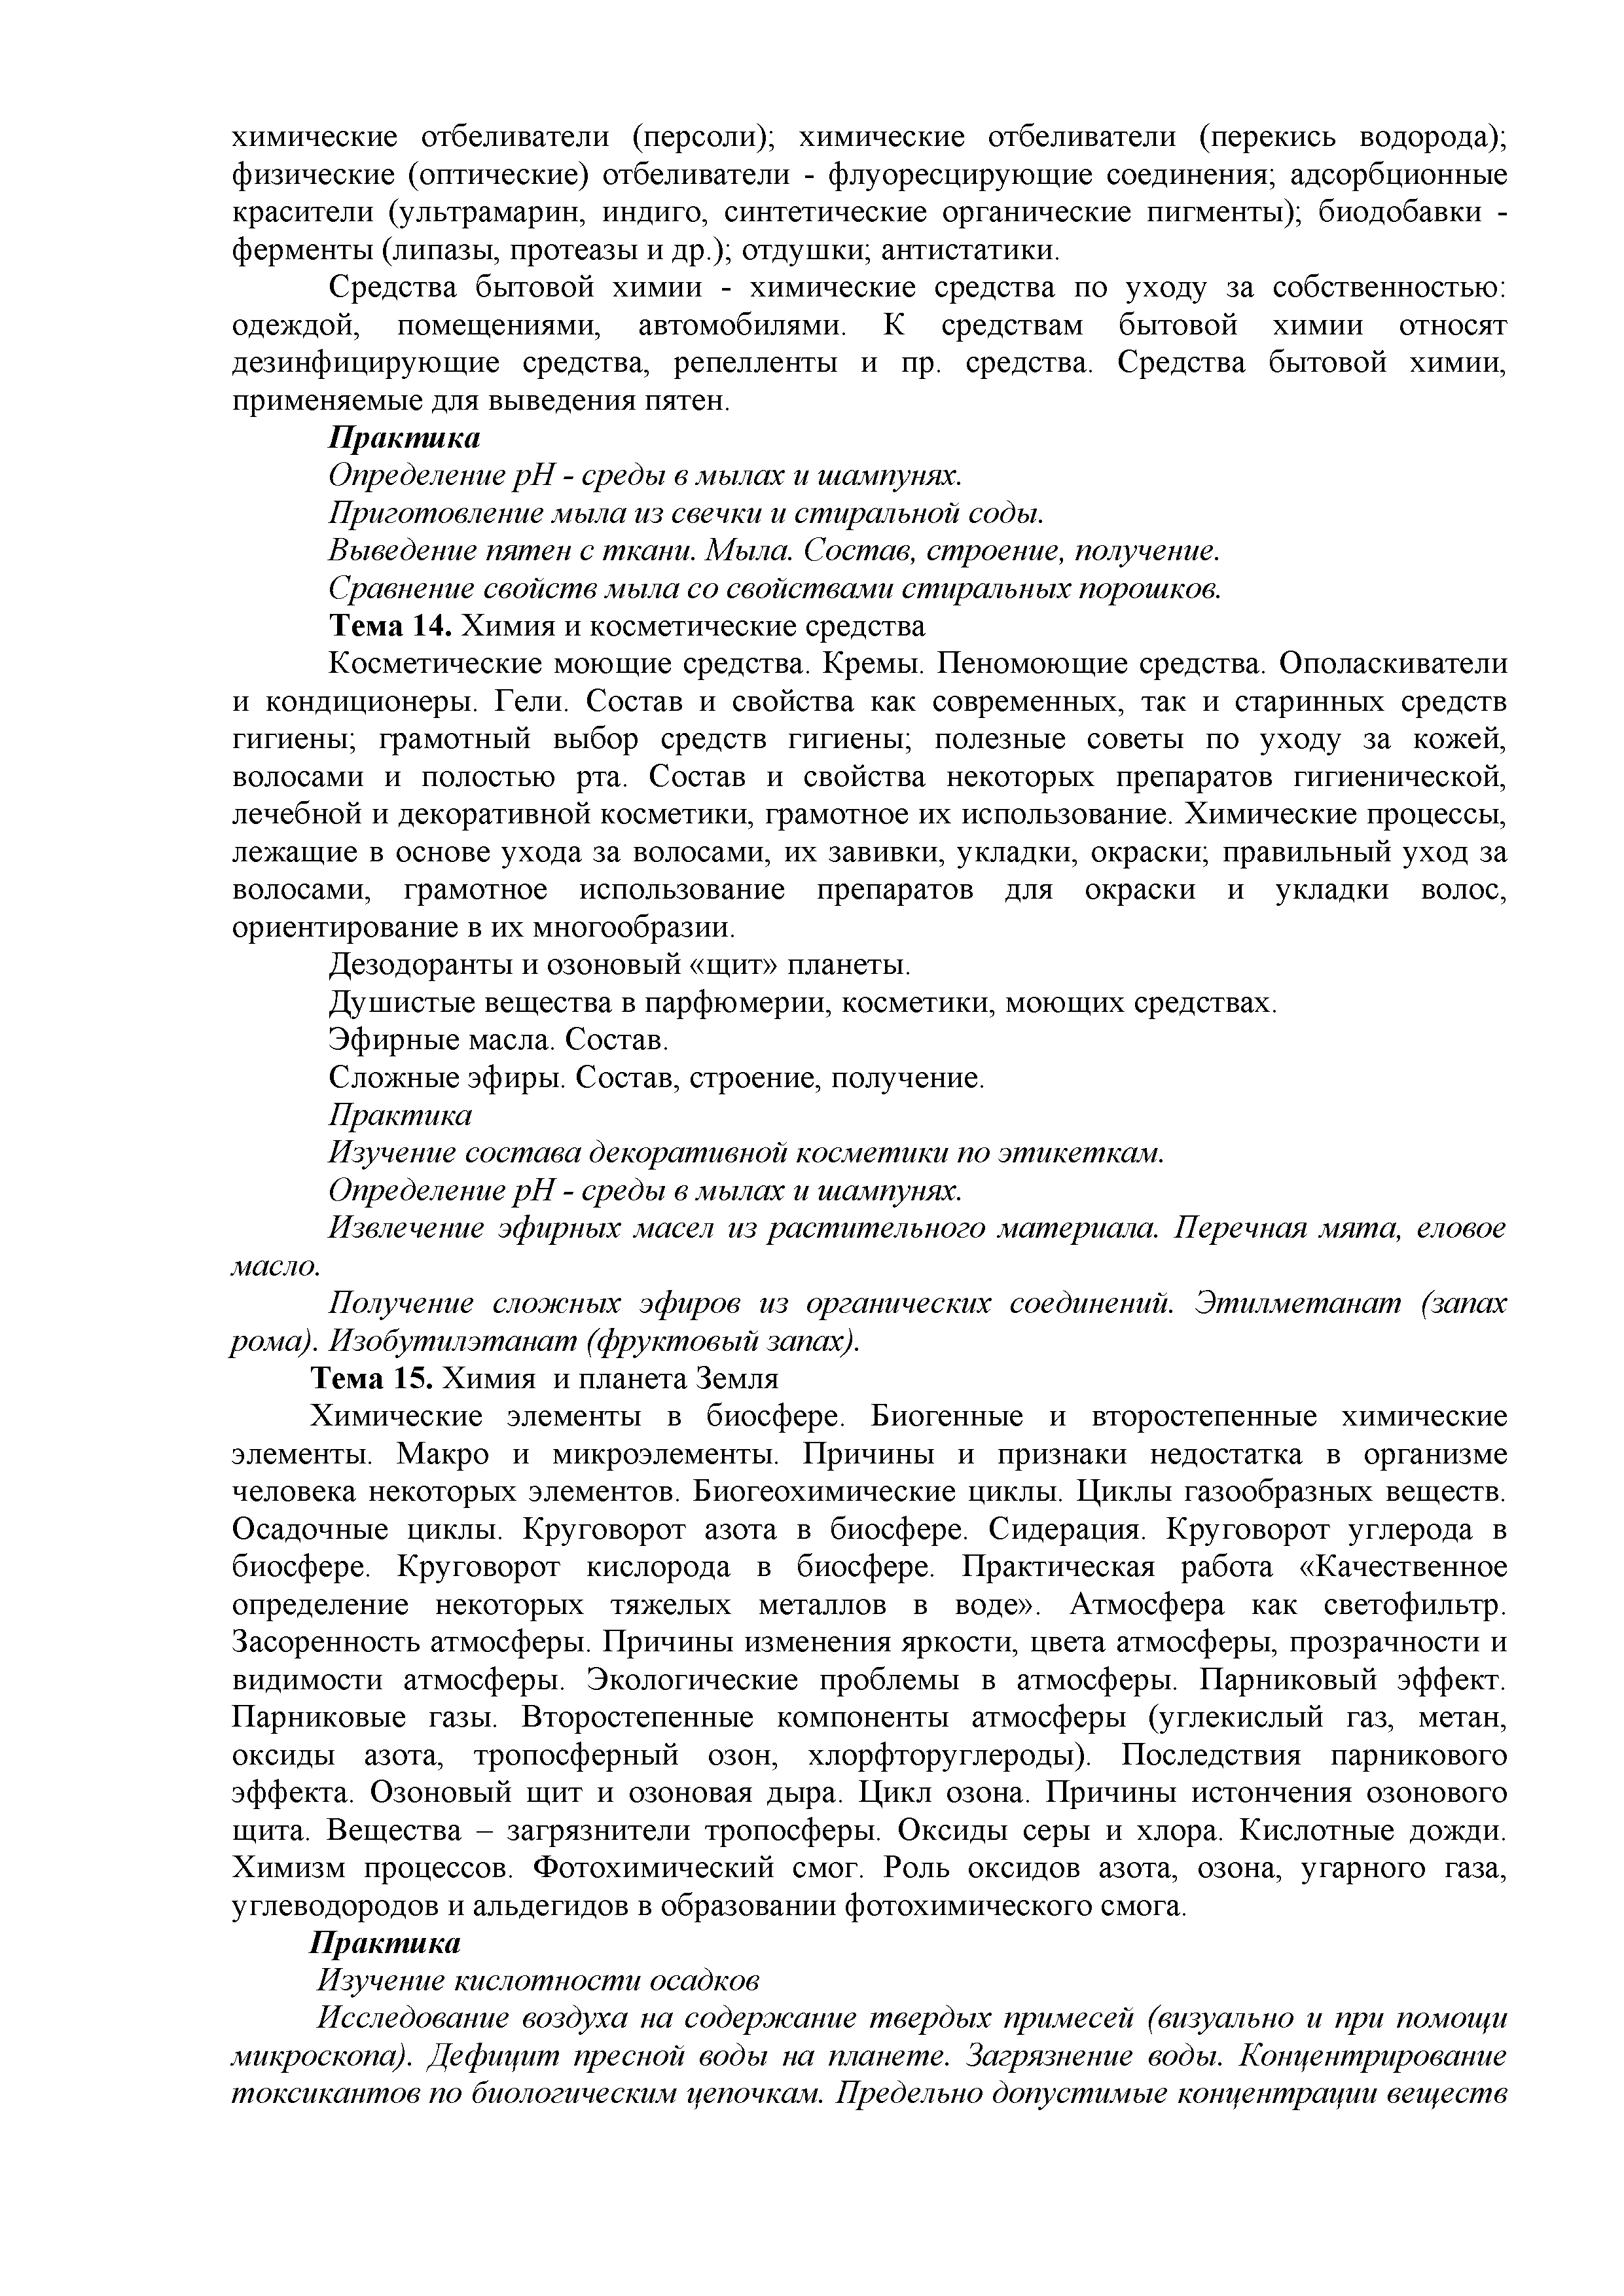 химические отбеливатели (персоли); химические отбеливатели (перекись водорода);
физические (оптические) отбеливатели - флуоресцирующие соединения; адсорбционные
красители (ультрамарин, индиго, синтетические органические пигменты); биодобавки -
ферменты (липазы, протеазы и др.); отдушки; антистатики.
Средства бытовой химии - химические средства по уходу за собственностью:
одеждой, помещениями, автомобилями. К средствам бытовой химии относят
дезинфицирующие средства, репелленты и пр. средства. Средства бытовой химии,
применяемые для выведения пятен.
Практика
Определение рН - среды в мылах и шампунях.
Приготовление мыла из свечки и стиральной соды.
Выведение пятен с ткани. Мыла. Состав, строение, получение.
Сравнение свойств мыла со свойствами стиральных порошков.
Тема 14. Химия и косметические средства
Косметические моющие средства. Кремы. Пеномоющие средства. Ополаскиватели
и кондиционеры. Гели. Состав и свойства как современных, так и старинных средств
гигиены; грамотный выбор средств гигиены; полезные советы по уходу за кожей,
волосами и полостью рта. Состав и свойства некоторых препаратов гигиенической,
лечебной и декоративной косметики, грамотное их использование. Химические процессы,
лежащие в основе ухода за волосами, их завивки, укладки, окраски; правильный уход за
волосами, грамотное использование препаратов для окраски и укладки волос,
ориентирование в их многообразии.
Дезодоранты и озоновый «щит» планеты.
Душистые вещества в парфюмерии, косметики, моющих средствах.
Эфирные масла. Состав.
Сложные эфиры. Состав, строение, получение.
Практика
Изучение состава декоративной косметики по этикеткам.
Определение рН - среды в мылах и шампунях.
Извлечение эфирных масел из растительного материала. Перечная мята, еловое
масло.
Получение сложных эфиров из органических соединений. Этилметанат (запах
рома). Изобутилэтанат (фруктовый запах).
Тема 15. Химия и планета Земля
Химические элементы в биосфере. Биогенные и второстепенные химические
элементы. Макро и микроэлементы. Причины и признаки недостатка в организме
человека некоторых элементов. Биогеохимические циклы. Циклы газообразных веществ.
Осадочные циклы. Круговорот азота в биосфере. Сидерация. Круговорот углерода в
биосфере. Круговорот кислорода в биосфере. Практическая работа «Качественное
определение некоторых тяжелых металлов в воде». Атмосфера как светофильтр.
Засоренность атмосферы. Причины изменения яркости, цвета атмосферы, прозрачности и
видимости атмосферы. Экологические проблемы в атмосферы. Парниковый эффект.
Парниковые газы. Второстепенные компоненты атмосферы (углекислый газ, метан,
оксиды азота, тропосферный озон, хлорфторуглероды). Последствия парникового
эффекта. Озоновый щит и озоновая дыра. Цикл озона. Причины истончения озонового
щита. Вещества – загрязнители тропосферы. Оксиды серы и хлора. Кислотные дожди.
Химизм процессов. Фотохимический смог. Роль оксидов азота, озона, угарного газа,
углеводородов и альдегидов в образовании фотохимического смога.
Практика
Изучение кислотности осадков
Исследование воздуха на содержание твердых примесей (визуально и при помощи
микроскопа). Дефицит пресной воды на планете. Загрязнение воды. Концентрирование
токсикантов по биологическим цепочкам. Предельно допустимые концентрации веществ